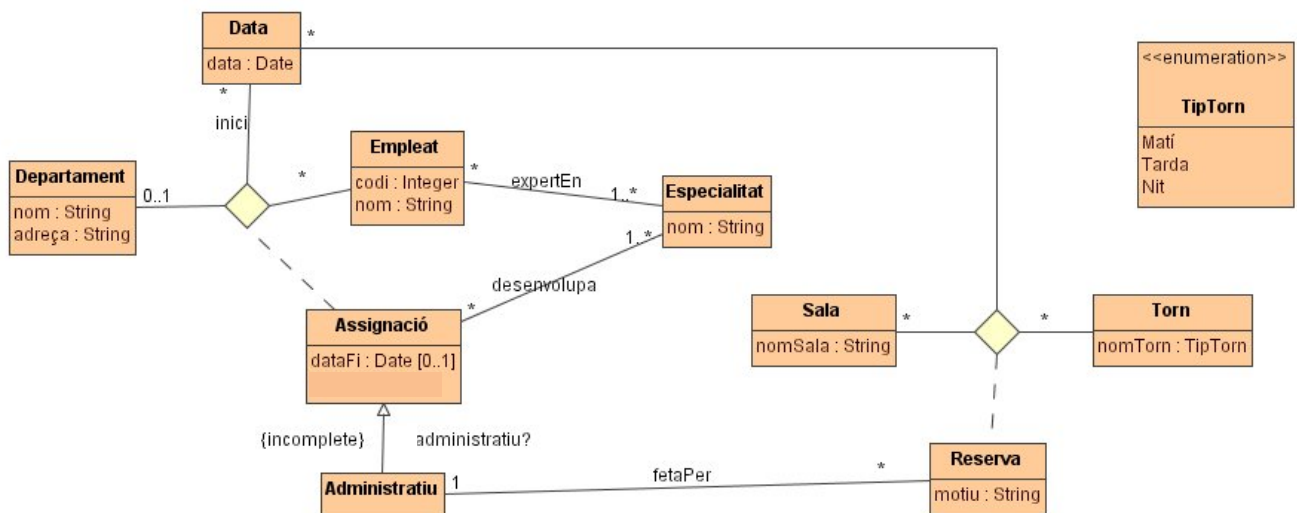 Data
data : Date
*
*
inici
<<enumeration>>
TipTorn
Matí
Tarda
Nit
Departament
nom : String
adreça : String
0..1
*
Empleat
codi : Integer
nom : String
*
expertEn
1..*
Especialitat
nom : String
1..*
desenvolupa
*
Assignació
dataFi : Date [0..1]
Sala
nomSala : String
*
*
Torn
nomTorn : TipTorn
{incomplete}
administratiu?
Administratiu
1
fetaPer
*
Reserva
motiu : String